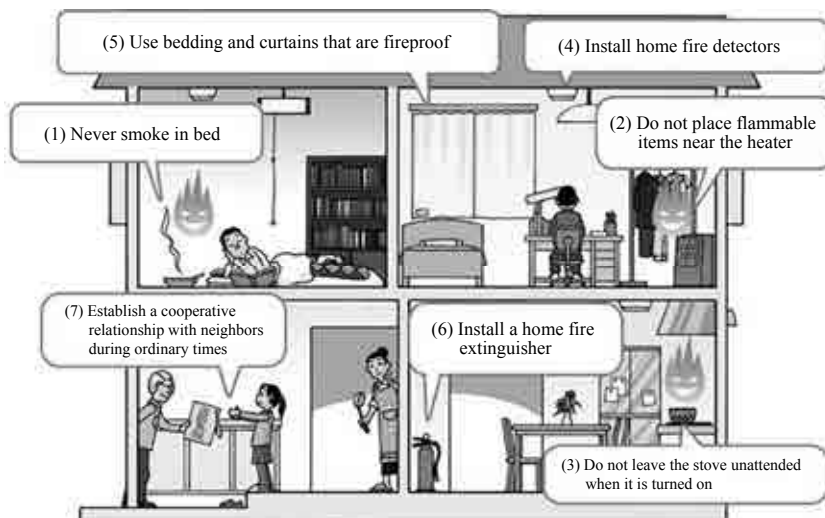 (5) Use bedding and curtains that are fireproof
(4) Install home fire detectors
(1) Never smoke in bed
(2) Do not place flammable
items near the heater
(7) Establish a cooperative
relationship with neighbors
during ordinary times
(6) Install a home fire
extinguisher
(3) Do not leave the stove unattended
when it is turned on